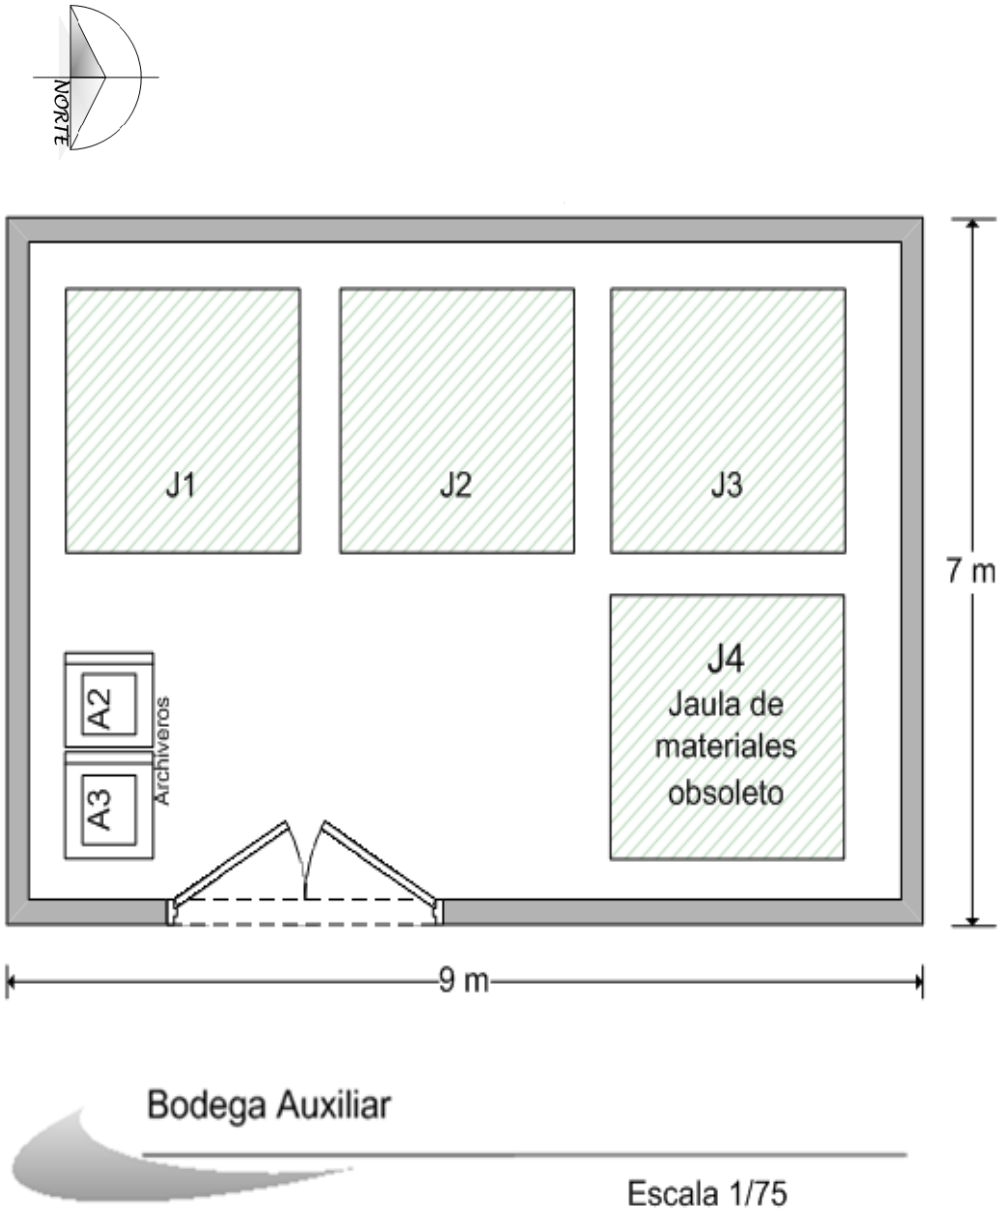 NORTE
J1
J2
J3
7 m
A2
A3
Archiveros
J4
Jaula de
materiales
obsoleto
9 m
Bodega Auxiliar
Escala 1/75